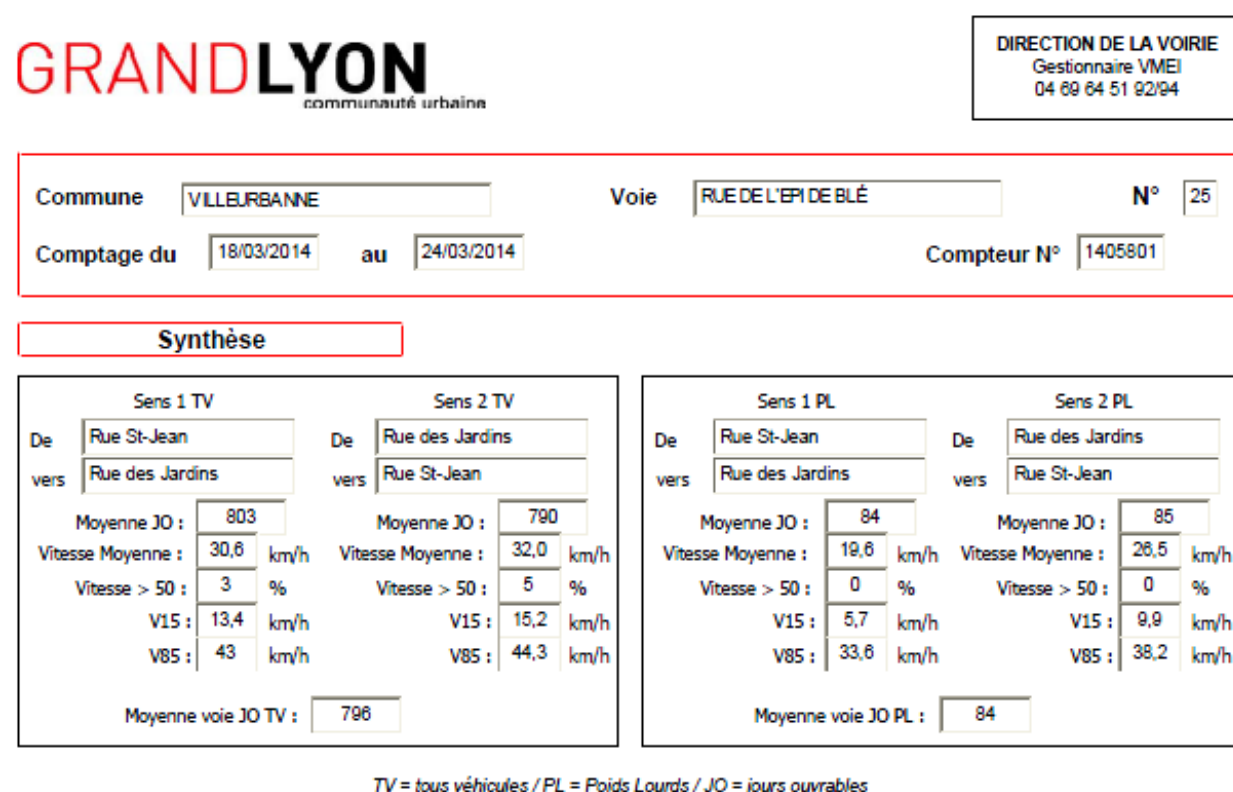 GRANDLYON
communauté urbaine
DIRECTION DE LA VOIRIE
Gestionnaire VMEI
04 69 64 51 92/94
Commune VILLEURBANNE Voie RUE DE L'EPI DE BLÉ N° 25
Comptage du 18/03/2014 au 24/03/2014 Compteur N° 1405801
Synthèse
Sens 1 TV Sens 2 TV
De Rue St-Jean De Rue des Jardins
vers Rue des Jardins vers Rue St-Jean
Moyenne JO : 803 Moyenne JO : 790
Vitesse Moyenne : 30,6 km/h Vitesse Moyenne : 32,0 km/h
Vitesse > 50 : 3 % Vitesse > 50 : 5 %
V15 : 13,4 km/h V15 : 15,2 km/h
V85 : 43 km/h V85 : 44,3 km/h
Moyenne voie JO TV : 796
Sens 1 PL Sens 2 PL
De Rue St-Jean De Rue des Jardins
vers Rue des Jardins vers Rue St-Jean
Moyenne JO : 84 Moyenne JO : 85
Vitesse Moyenne : 19,6 km/h Vitesse Moyenne : 26,5 km/h
Vitesse > 50 : 0 % Vitesse > 50 : 0 %
V15 : 5,7 km/h V15 : 9,9 km/h
V85 : 33,6 km/h V85 : 38,2 km/h
Moyenne voie JO PL : 84
TV = tous véhicules / PL = Poids Lourds / JO = jours ouvrables